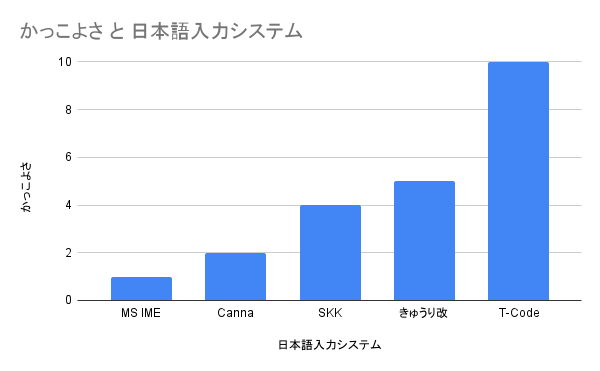 かっこよさ と 日本語入力システム
10
8
6
4
2
0
かっこよさ
MS IME
Canna
SKK
きゅうり改
T-Code
日本語入力システム